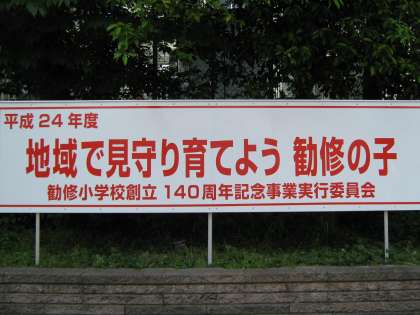 平成24年度
地域で見守り育てよう 勧修の子
勧修小学校創立 140周年記念事業実行委員会